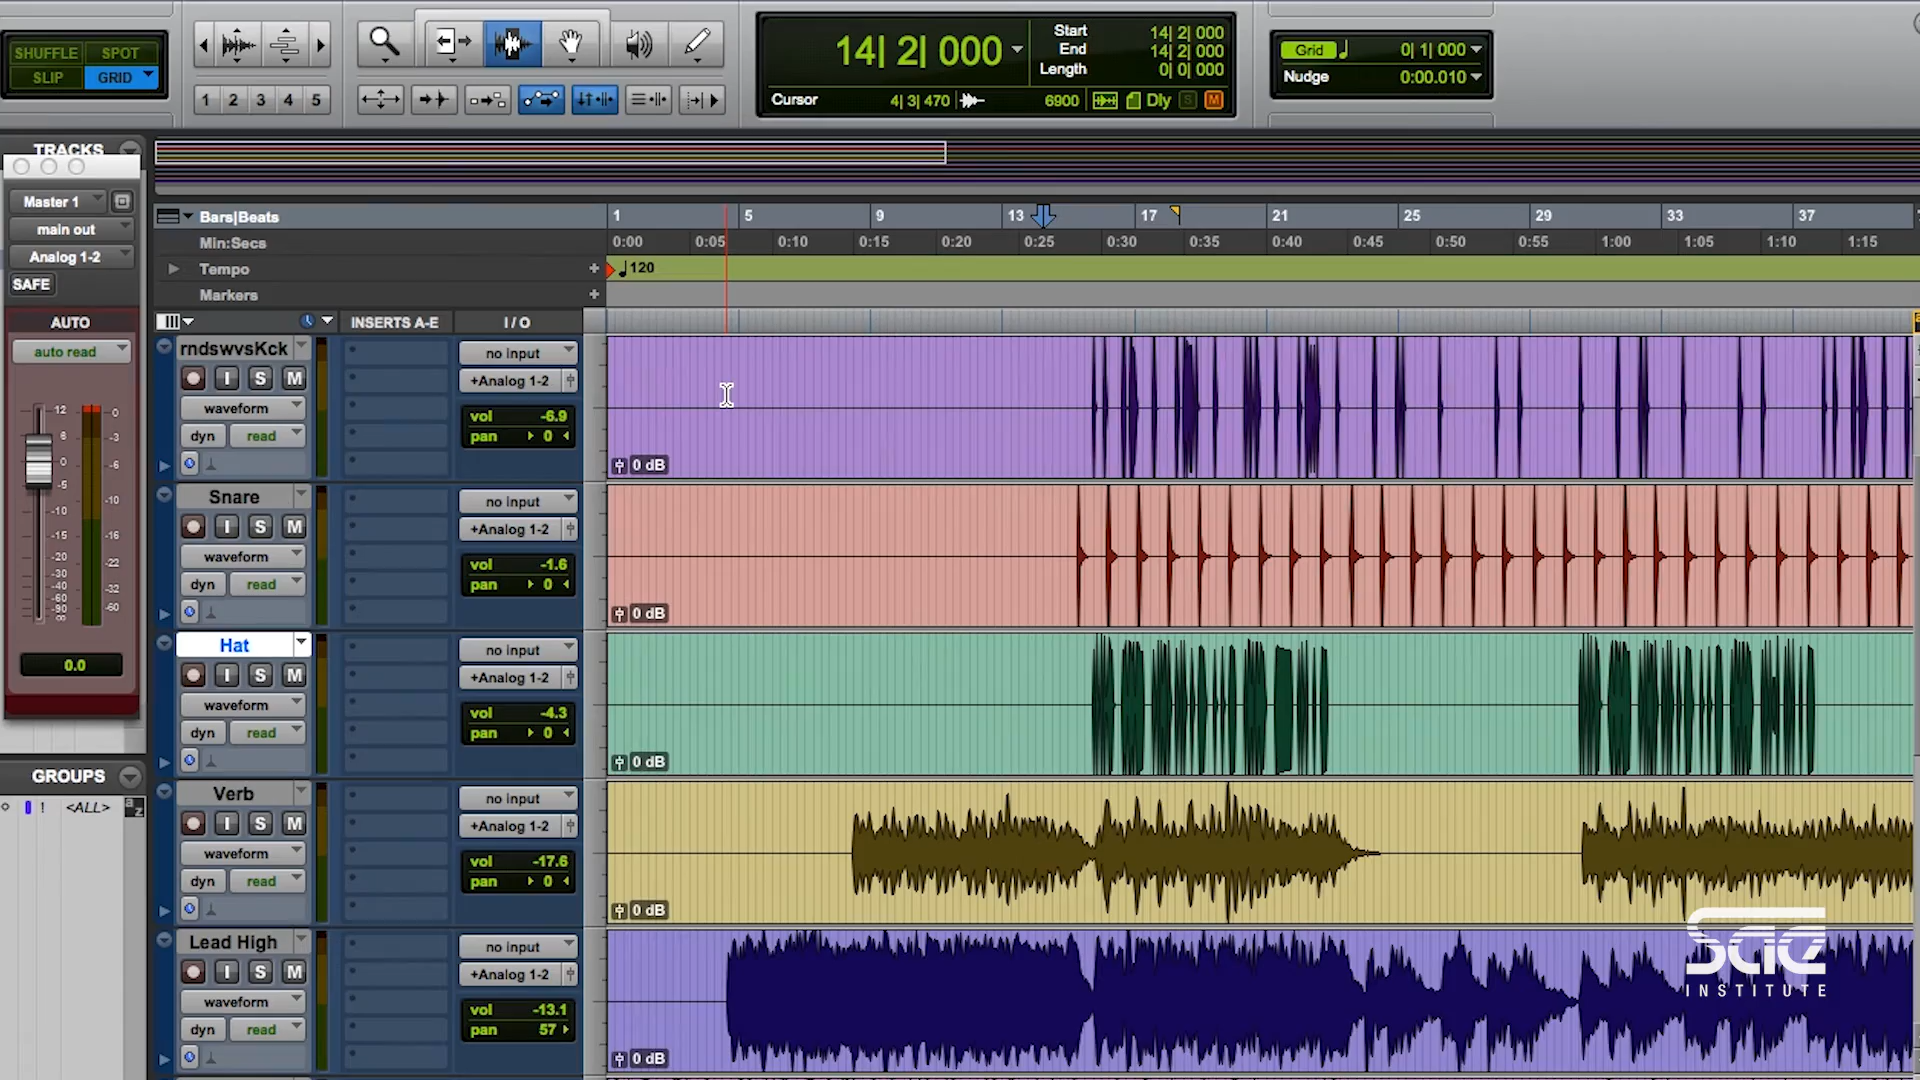 SHUFFLE SPOT
SLIP GRID
1 2 3 4 5
14| 2| 000
Start 14| 2| 000
End 14| 2| 000
Length 0| 0| 000
Cursor 4| 3| 470 6900 Dly S M
Grid 0| 1| 000
Nudge 0:00.010
TRACKS
Master 1
main out
Analog 1-2
SAFE
AUTO
auto read
12
6
0
-5
-10
-15
-20
-30
-40
-60
-90
∞
0
-3
-6
-10
-16
-22
-32
-60
0.0
GROUPS
! <ALL> a z
Bars|Beats 1 5 9 13 17 21 25 29 33 37
Min:Secs 0:00 0:05 0:10 0:15 0:20 0:25 0:30 0:35 0:40 0:45 0:50 0:55 1:00 1:05 1:10 1:15
Tempo + 120
Markers +
INSERTS A-E I / O
rndswvsKck no input
I S M +Analog 1-2
waveform vol -6.9
dyn read pan 0
0 dB
Snare no input
I S M +Analog 1-2
waveform vol -1.6
dyn read pan 0
0 dB
Hat no input
I S M +Analog 1-2
waveform vol -4.3
dyn read pan 0
0 dB
Verb no input
I S M +Analog 1-2
waveform vol -17.6
dyn read pan 0
0 dB
Lead High no input
I S M +Analog 1-2
waveform vol -13.1
dyn read pan 57
0 dB
sae
INSTITUTE